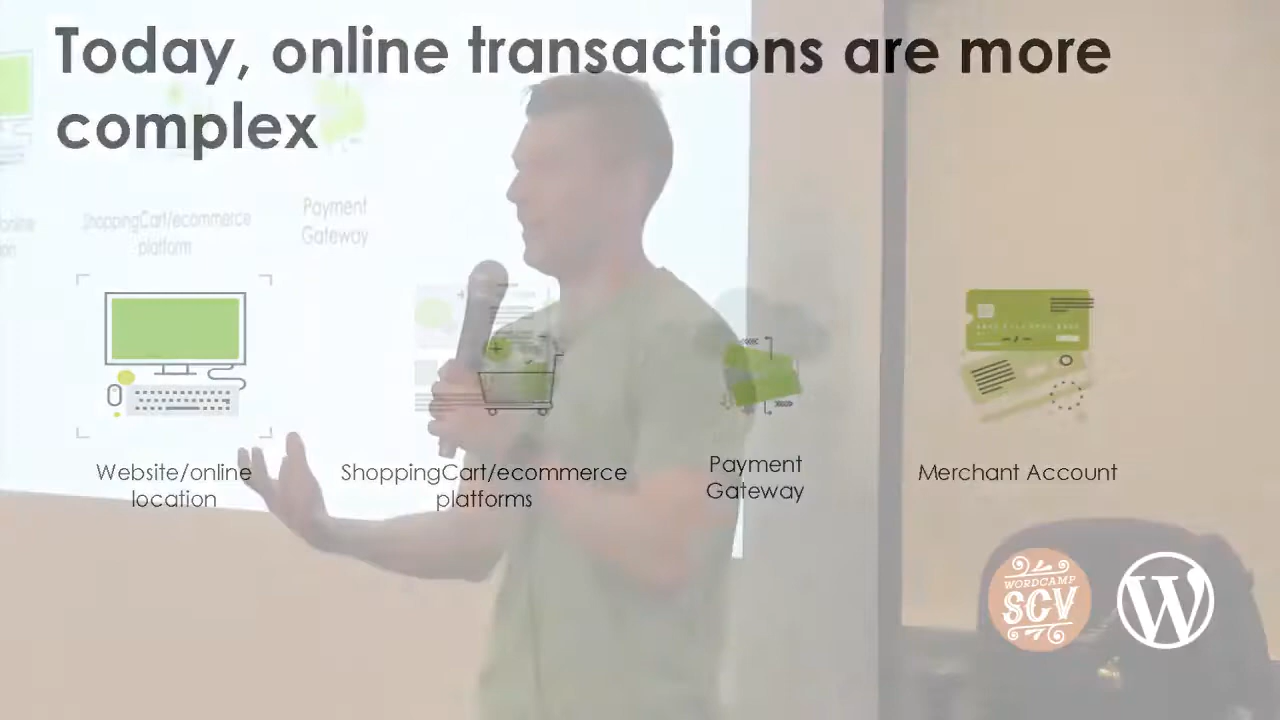 Today, online transactions are more
complex
online
ShoppingCart/ecommerce
platform
Payment
Gateway
Website/online
location
ShoppingCart/ecommerce
platforms
Payment
Gateway
Merchant Account
WORDCAMP
SCV
W